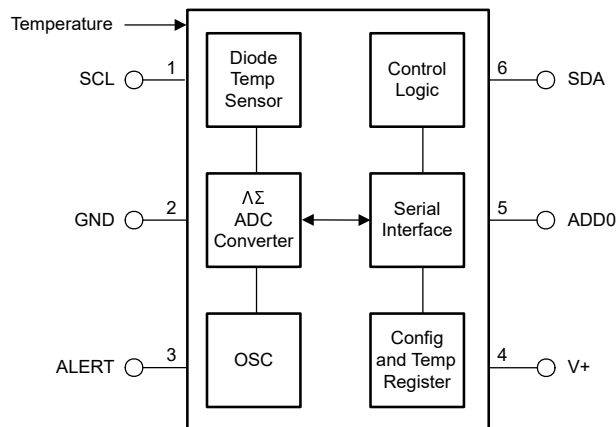 Temperature
SCL
1
Diode
Temp
Sensor
Control
Logic
6
SDA
GND
2
ΛΣ
ADC
Converter
Serial
Interface
5
ADD0
ALERT
3
OSC
Config
and Temp
Register
4
V+